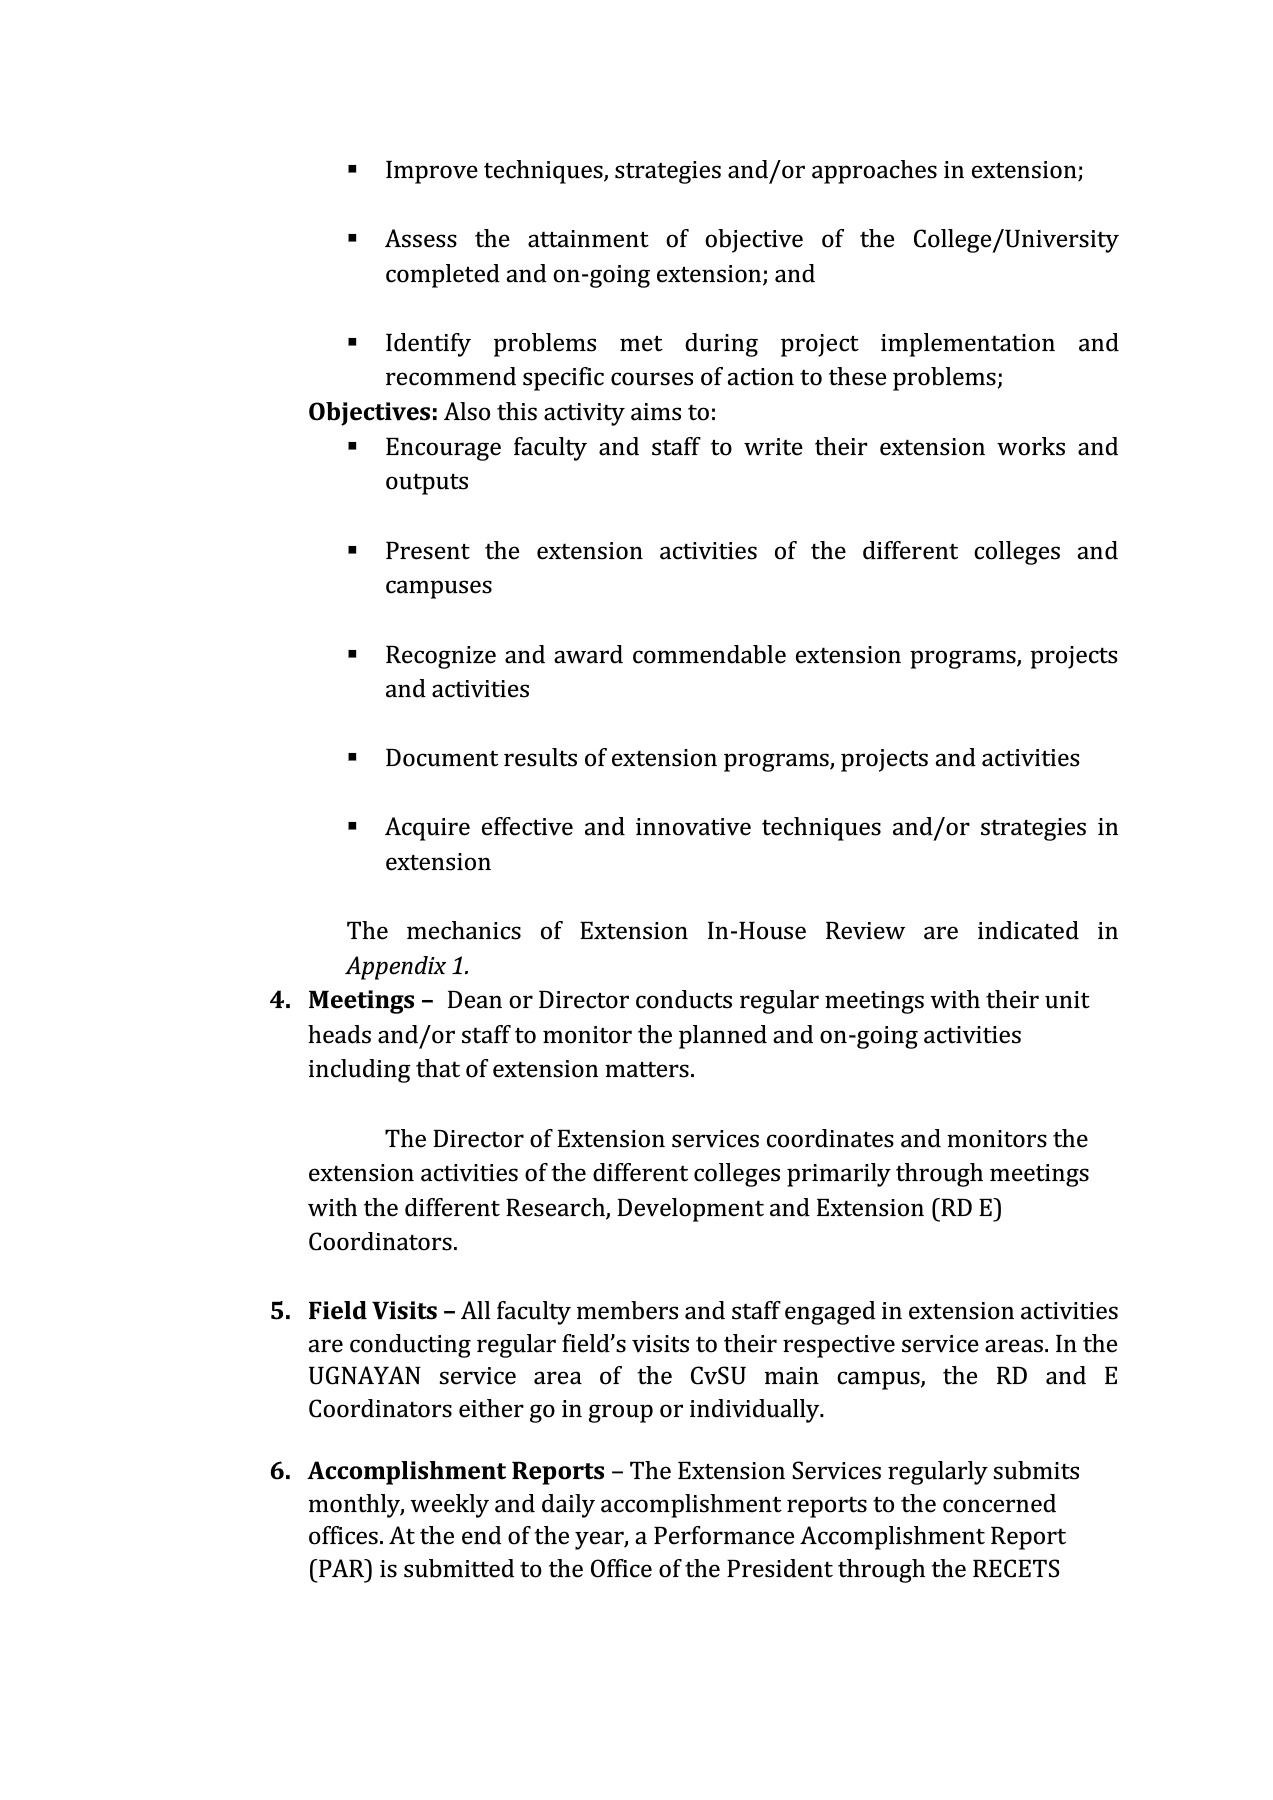 ▪ Improve techniques, strategies and/or approaches in extension;
▪ Assess the attainment of objective of the College/University
completed and on-going extension; and
▪ Identify problems met during project implementation and
recommend specific courses of action to these problems;
Objectives: Also this activity aims to:
▪ Encourage faculty and staff to write their extension works and
outputs
▪ Present the extension activities of the different colleges and
campuses
▪ Recognize and award commendable extension programs, projects
and activities
▪ Document results of extension programs, projects and activities
▪ Acquire effective and innovative techniques and/or strategies in
extension
The mechanics of Extension In-House Review are indicated in
Appendix 1.
4. Meetings – Dean or Director conducts regular meetings with their unit
heads and/or staff to monitor the planned and on-going activities
including that of extension matters.
The Director of Extension services coordinates and monitors the
extension activities of the different colleges primarily through meetings
with the different Research, Development and Extension (RD E)
Coordinators.
5. Field Visits – All faculty members and staff engaged in extension activities
are conducting regular field’s visits to their respective service areas. In the
UGNAYAN service area of the CvSU main campus, the RD and E
Coordinators either go in group or individually.
6. Accomplishment Reports – The Extension Services regularly submits
monthly, weekly and daily accomplishment reports to the concerned
offices. At the end of the year, a Performance Accomplishment Report
(PAR) is submitted to the Office of the President through the RECETS